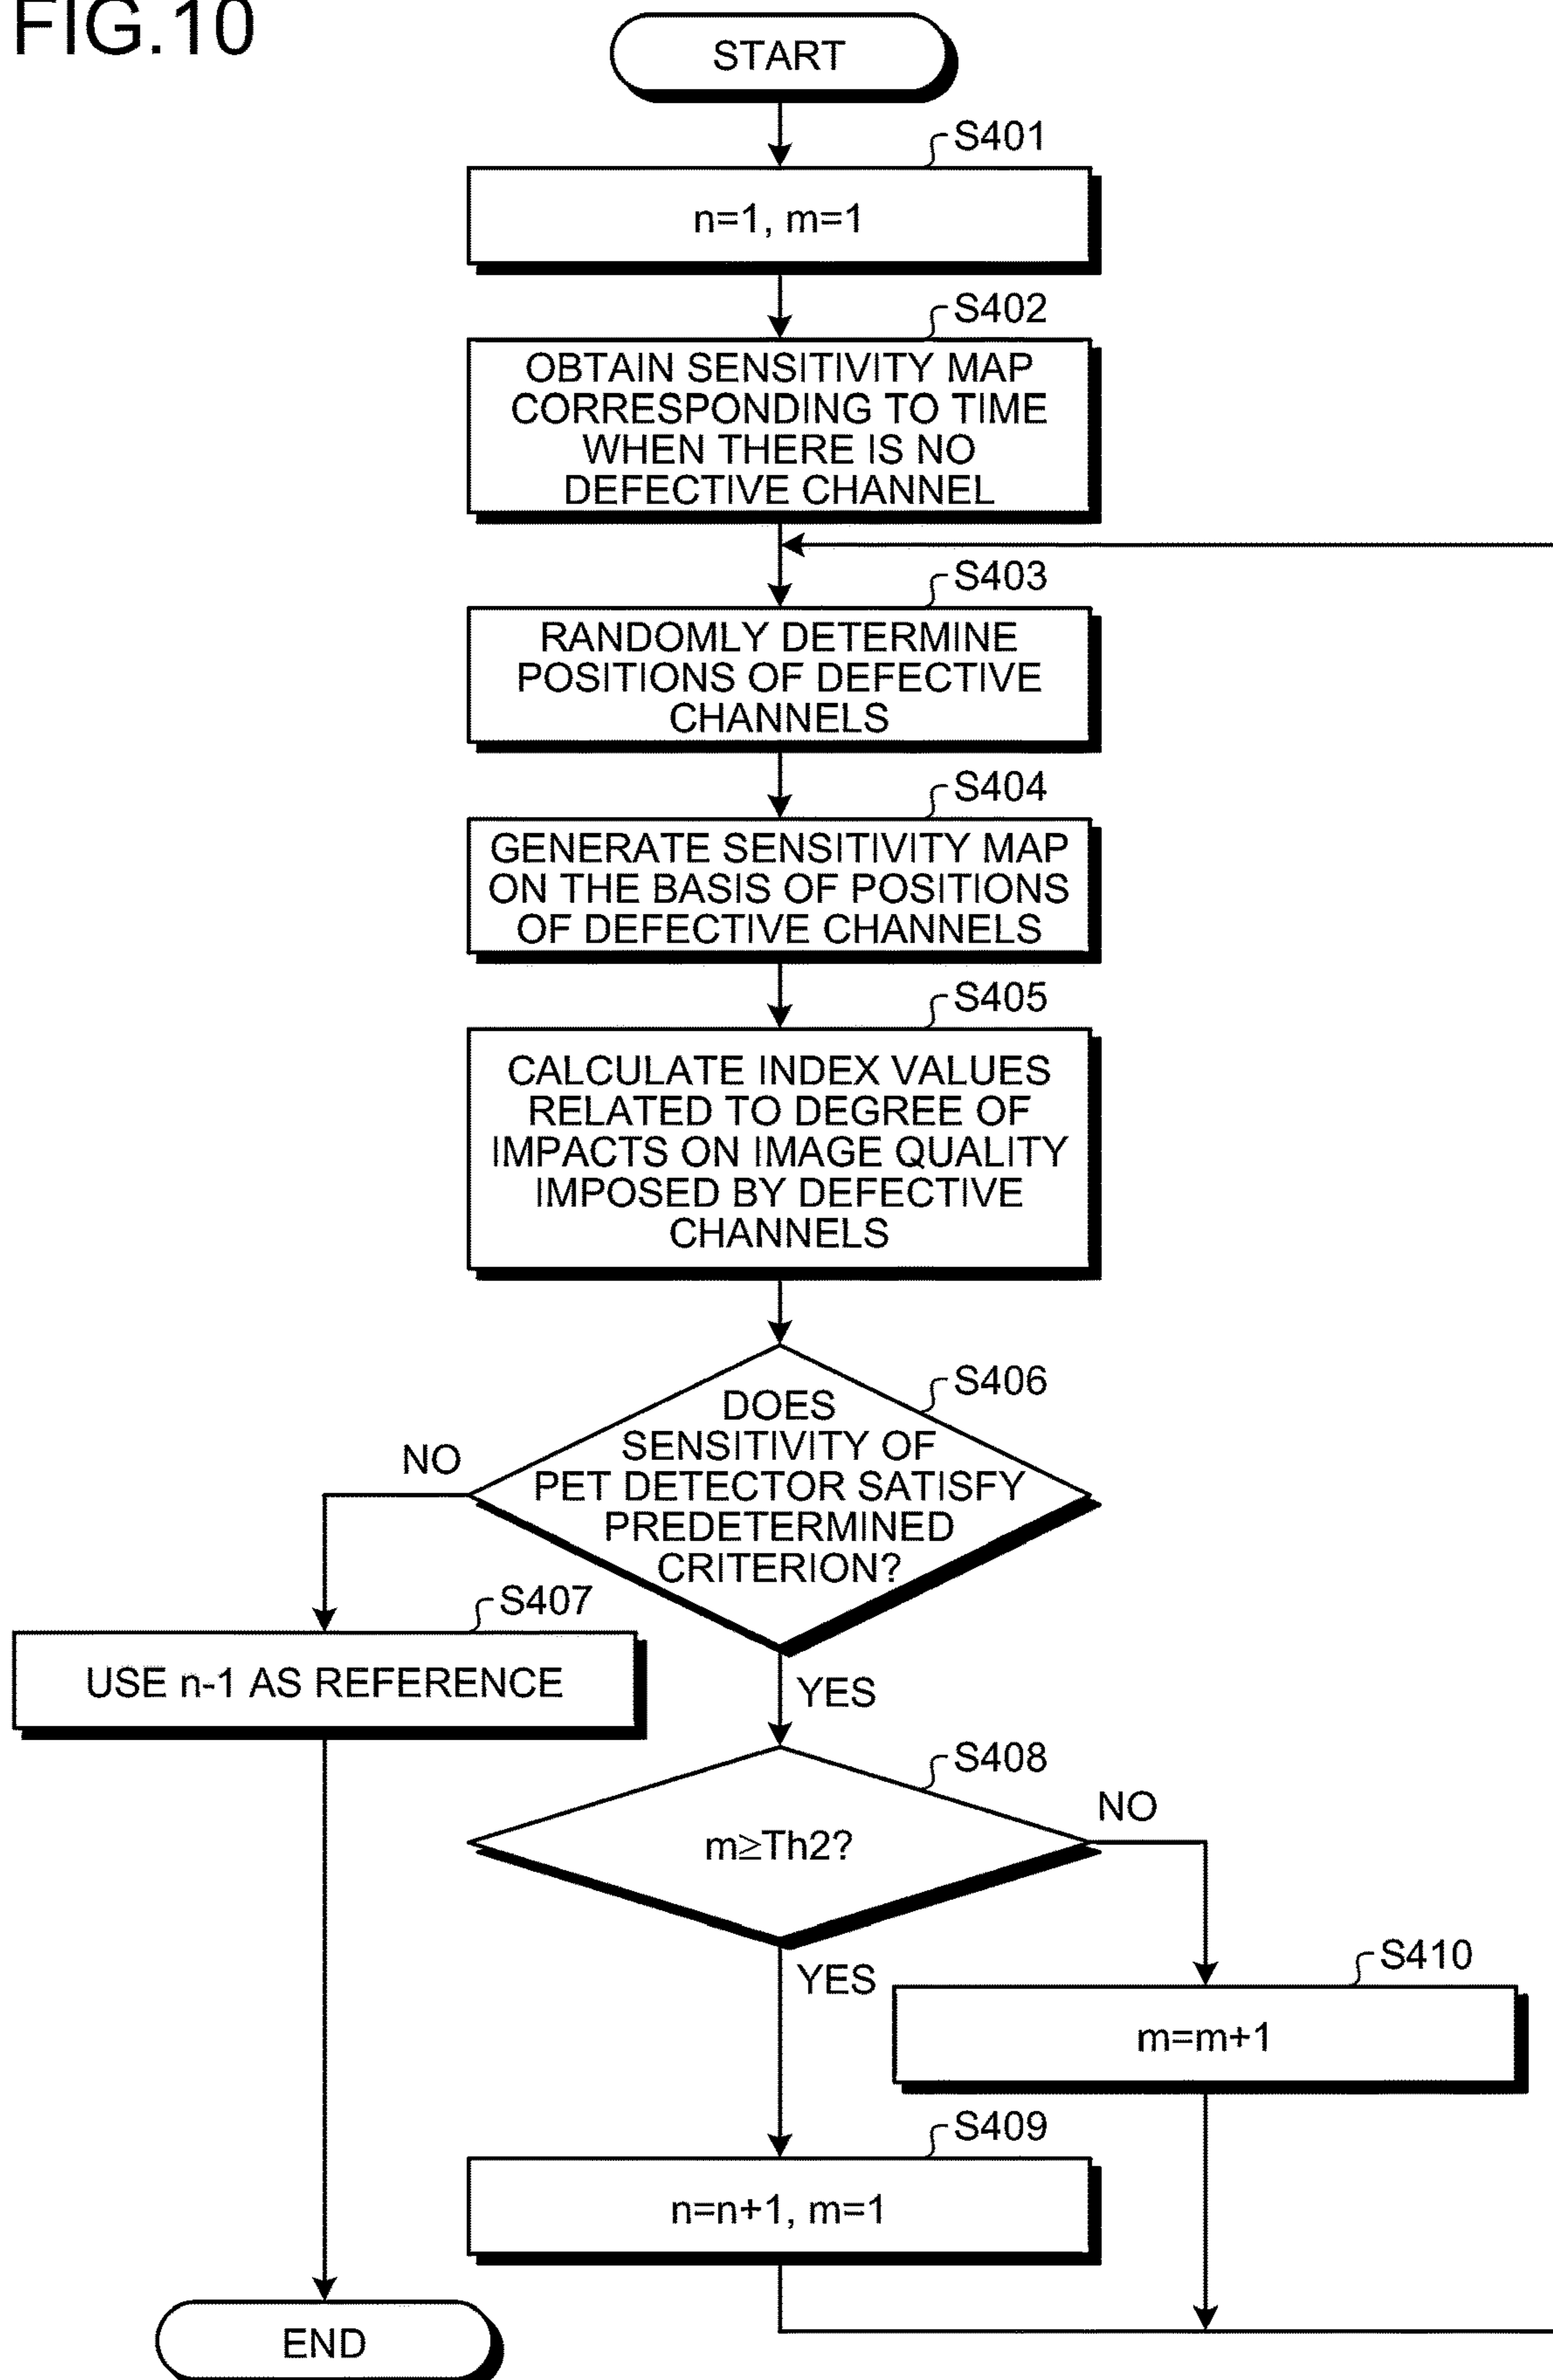 FIG.10
START
S401
n=1, m=1
S402
OBTAIN SENSITIVITY MAP
CORRESPONDING TO TIME
WHEN THERE IS NO
DEFECTIVE CHANNEL
S403
RANDOMLY DETERMINE
POSITIONS OF DEFECTIVE
CHANNELS
S404
GENERATE SENSITIVITY MAP
ON THE BASIS OF POSITIONS
OF DEFECTIVE CHANNELS
S405
CALCULATE INDEX VALUES
RELATED TO DEGREE OF
IMPACTS ON IMAGE QUALITY
IMPOSED BY DEFECTIVE
CHANNELS
S406
DOES
SENSITIVITY OF
PET DETECTOR SATISFY
PREDETERMINED
CRITERION?
NO
S407
USE n-1 AS REFERENCE
YES
S408
m≥Th2?
NO
YES
S410
m=m+1
S409
n=n+1, m=1
END